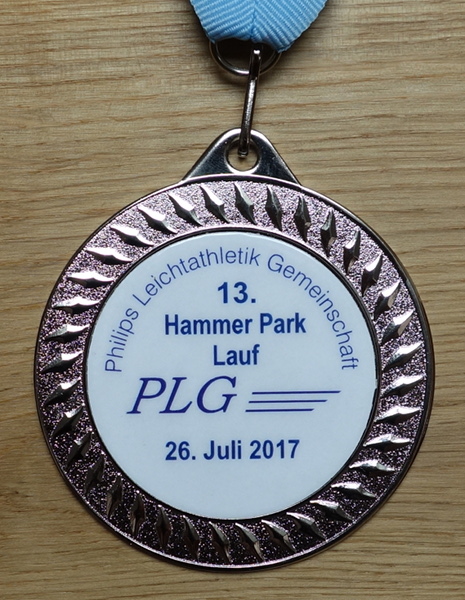 Philips Leichtathletik Gemeinschaft
13.
Hammer Park
Lauf
PLG
26. Juli 2017